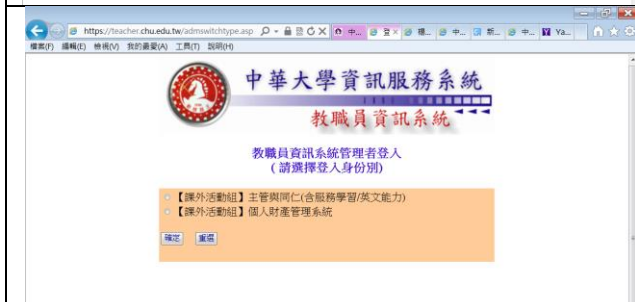 https://teacher.chu.edu.tw/admswitchtype.asp
檔案(F) 編輯(E) 檢視(V) 我的最愛(A) 工具(T) 說明(H)
中華大學資訊服務系統
教職員資訊系統
教職員資訊系統管理者登入
(請選擇登入身份別)
【課外活動組】主管與同仁(含服務學習/英文能力)
【課外活動組】個人財產管理系統
確定 重選